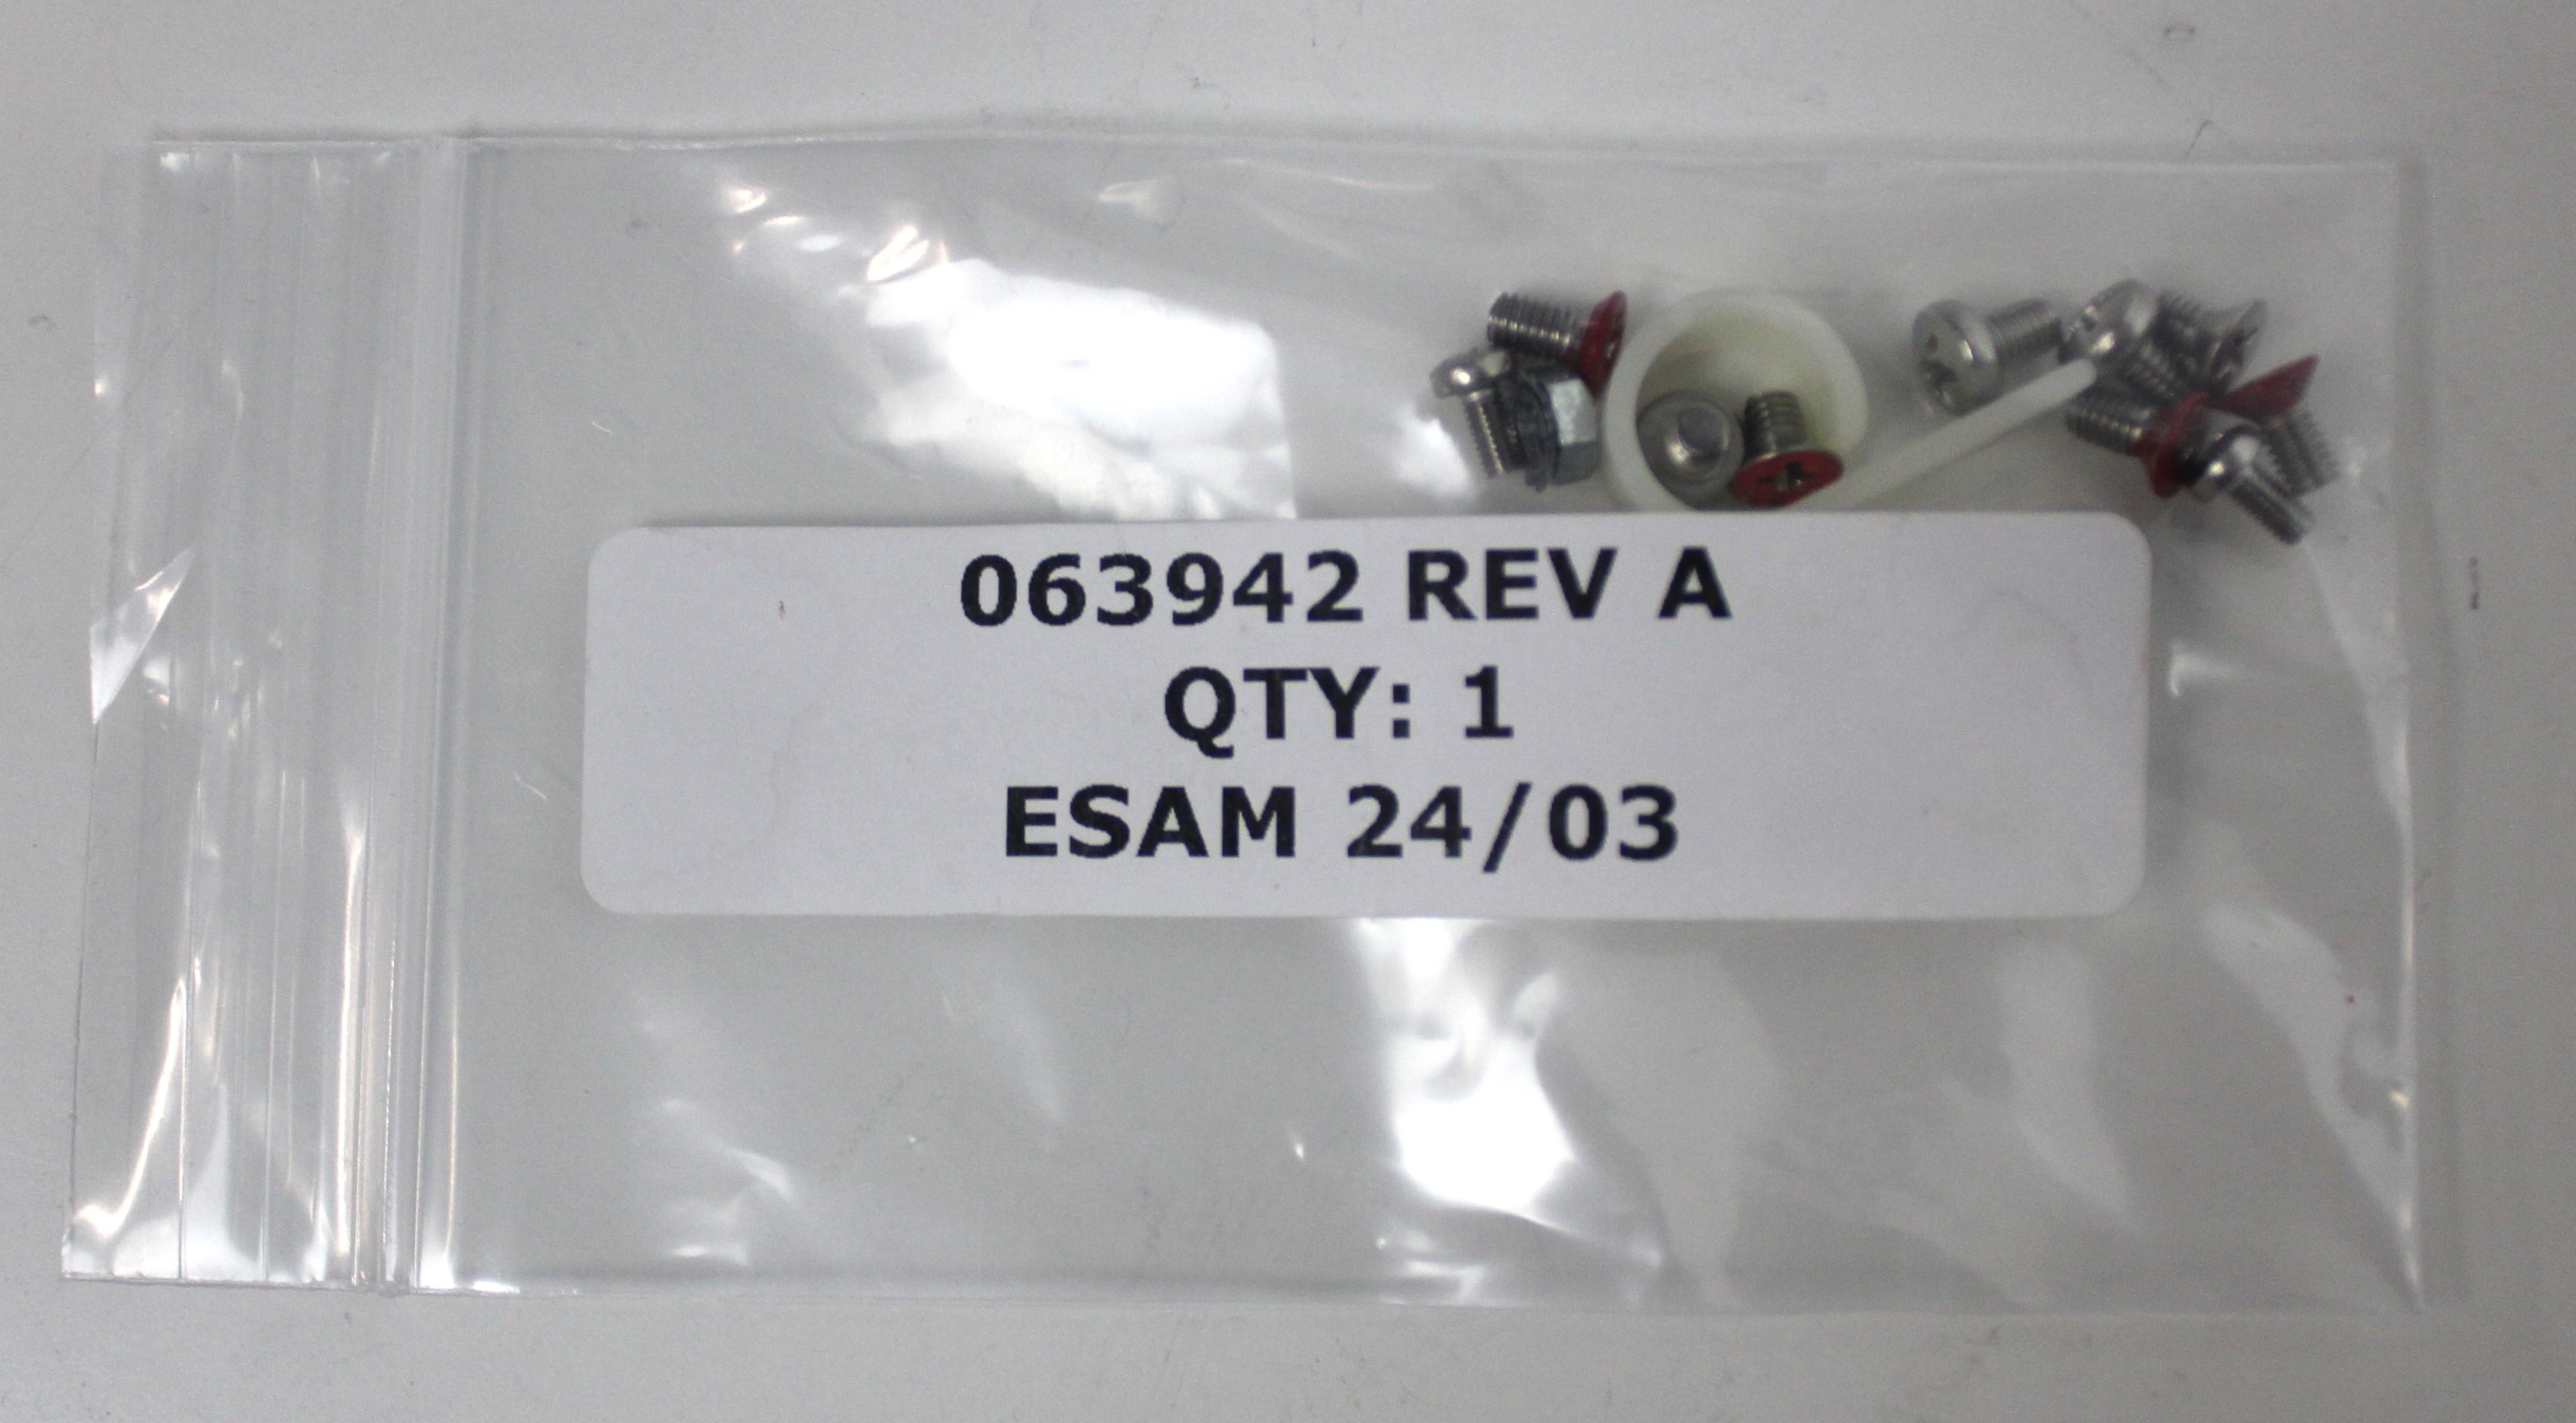 063942 REV A
QTY: 1
ESAM 24/03